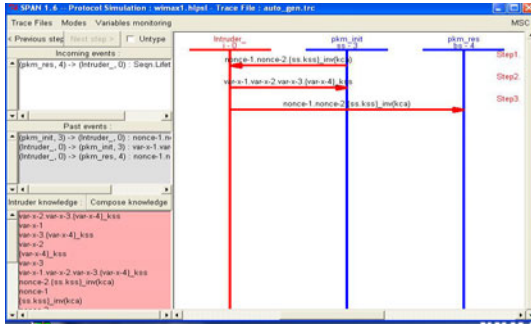 SPAN 1.6 -- Protocol Simulation : wimax1.hlpsl - Trace File : auto_gen.trc
Trace Files Modes Variables monitoring MSC
< Previous step Next step > Untype
Incoming events :
(pkm_res, 4) -> (Intruder_, 0) : Seqn.Lifet
Past events :
(pkm_init, 3) -> (Intruder_, 0) : nonce-1.n
(Intruder_, 0) -> (pkm_init, 3) : var-x-1.var
(Intruder_, 0) -> (pkm_res, 4) : nonce-1.n
Intruder knowledge : Compose knowledge
var-x-2.var-x-3.(var-x-4)_kss
var-x-1
var-x-3.(var-x-4)_kss
var-x-2
(var-x-4)_kss
var-x-3
var-x-1.var-x-2.var-x-3.(var-x-4)_kss
nonce-2.(ss.kss)_inv(kca)
nonce-1
(ss.kss)_inv(kca)
Intruder_ pkm_init pkm_res
i - 0 ss - 3 bs - 4
Step1.
nonce-1.nonce-2.(ss.kss)_inv(kca)
Step2.
var-x-1.var-x-2.var-x-3.(var-x-4)_kss
Step3.
nonce-1.nonce-2.(ss.kss)_inv(kca)